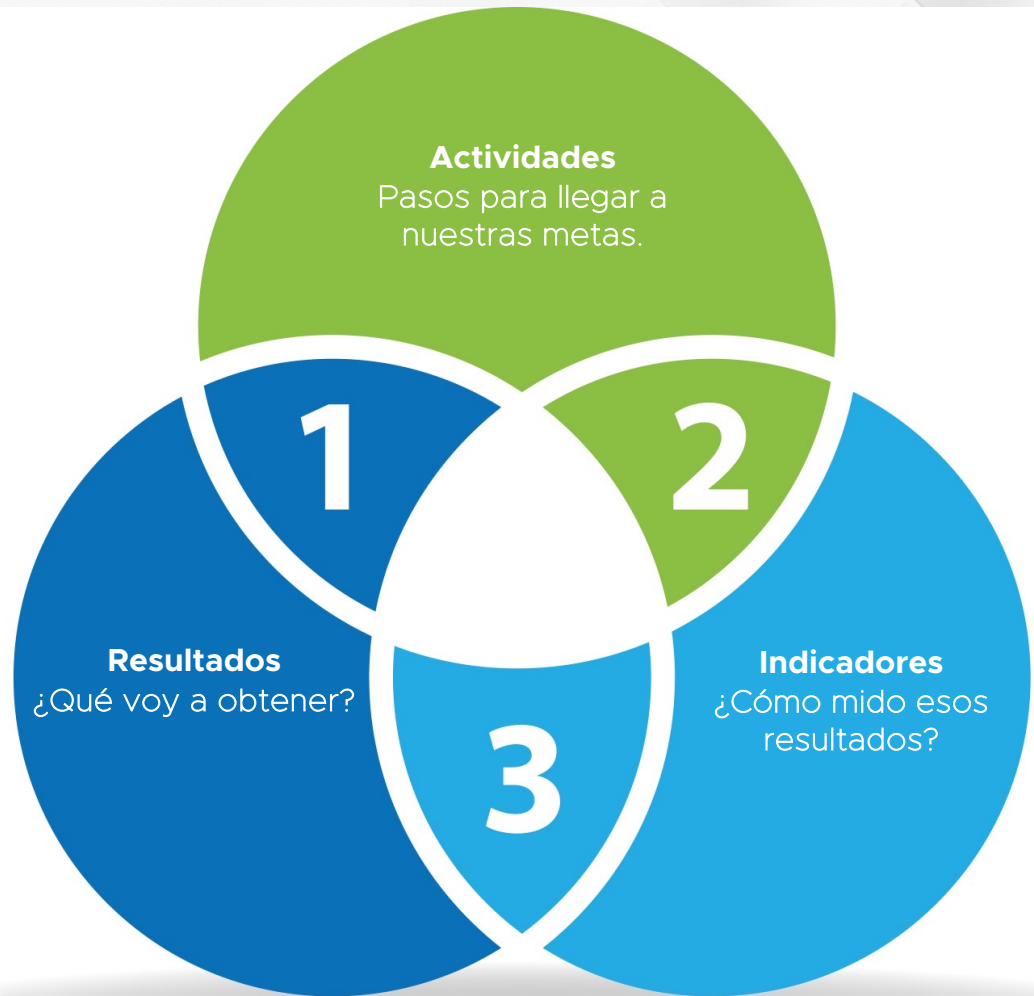 Actividades
Pasos para llegar a
nuestras metas.
1
2
Resultados
¿Qué voy a obtener?
Indicadores
¿Cómo mido esos
resultados?
3